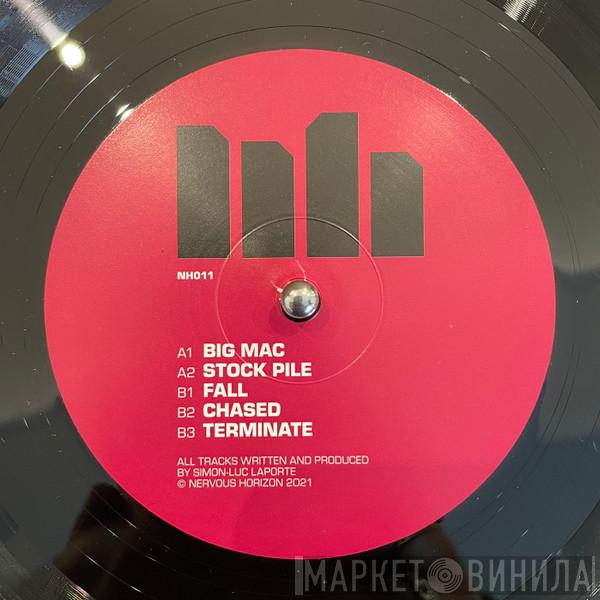 NH011
A1 BIG MAC
A2 STOCK PILE
B1 FALL
B2 CHASED
B3 TERMINATE
ALL TRACKS WRITTEN AND PRODUCED
BY SIMON-LUC LAPORTE
© NERVOUS HORIZON 2021
МАРКЕТ ВИНИЛА